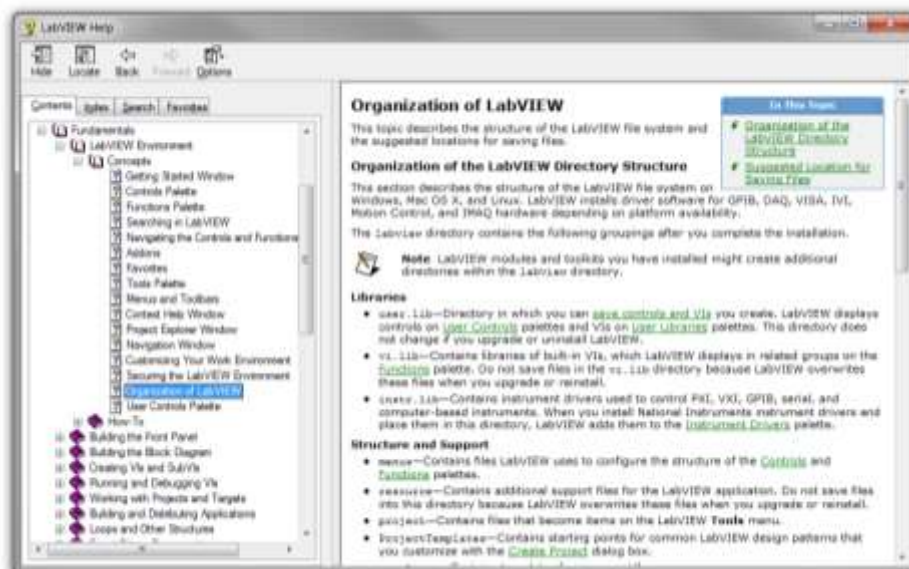 LabVIEW Help
Hide Locate Back Forward Options
Contents Index Search Favorites
Fundamentals
LabVIEW Environment
Concepts
Getting Started Window
Controls Palette
Functions Palette
Searching in LabVIEW
Navigating the Controls and Functions
Addons
Favorites
Tools Palette
Menus and Toolbars
Context Help Window
Project Explorer Window
Navigation Window
Customizing Your Work Environment
Securing the LabVIEW Environment
Organization of LabVIEW
User Controls Palette
How-To
Building the Front Panel
Building the Block Diagram
Creating VIs and SubVIs
Running and Debugging VIs
Working with Projects and Targets
Building and Distributing Applications
Loops and Other Structures
Organization of LabVIEW
This topic describes the structure of the LabVIEW file system and
the suggested locations for saving files.
In This Topic
Organization of the
LabVIEW Directory
Structure
Suggested Location for
Saving Files
Organization of the LabVIEW Directory Structure
This section describes the structure of the LabVIEW file system on
Windows, Mac OS X, and Linux. LabVIEW installs driver software for GPIB, DAQ, VISA, IVI,
Motion Control, and IMAQ hardware depending on platform availability.
The labview directory contains the following groupings after you complete the installation.
Note LabVIEW modules and toolkits you have installed might create additional
directories within the labview directory.
Libraries
user.lib—Directory in which you can save controls and VIs you create. LabVIEW displays
controls on User Controls palettes and VIs on User Libraries palettes. This directory does
not change if you upgrade or uninstall LabVIEW.
vi.lib—Contains libraries of built-in VIs, which LabVIEW displays in related groups on the
Functions palette. Do not save files in the vi.lib directory because LabVIEW overwrites
these files when you upgrade or reinstall.
instr.lib—Contains instrument drivers used to control PXI, VXI, GPIB, serial, and
computer-based instruments. When you install National Instruments instrument drivers and
place them in this directory, LabVIEW adds them to the Instrument Drivers palette.
Structure and Support
menus—Contains files LabVIEW uses to configure the structure of the Controls and
Functions palettes.
resource—Contains additional support files for the LabVIEW application. Do not save files
into this directory because LabVIEW overwrites these files when you upgrade or reinstall.
project—Contains files that become items on the LabVIEW Tools menu.
ProjectTemplates—Contains starting points for common LabVIEW design patterns that
you customize with the Create Project dialog box.